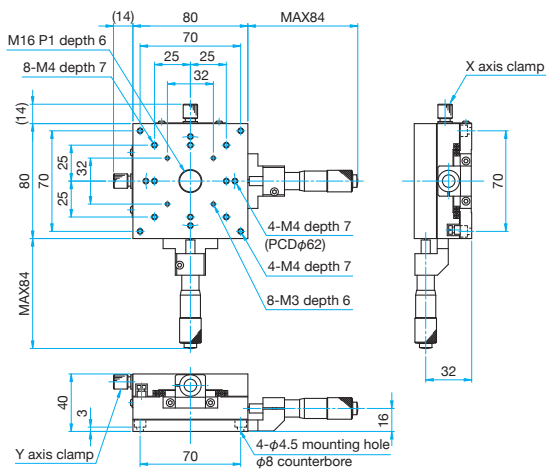 (14)
80
MAX84
M16 P1 depth 6
70
25
25
8-M4 depth 7
32
X axis clamp
(14)
80
70
25
32
25
70
4-M4 depth 7
(PCDφ62)
4-M4 depth 7
MAX84
8-M3 depth 6
32
40
3
16
4-φ4.5 mounting hole
Y axis clamp
70
φ8 counterbore